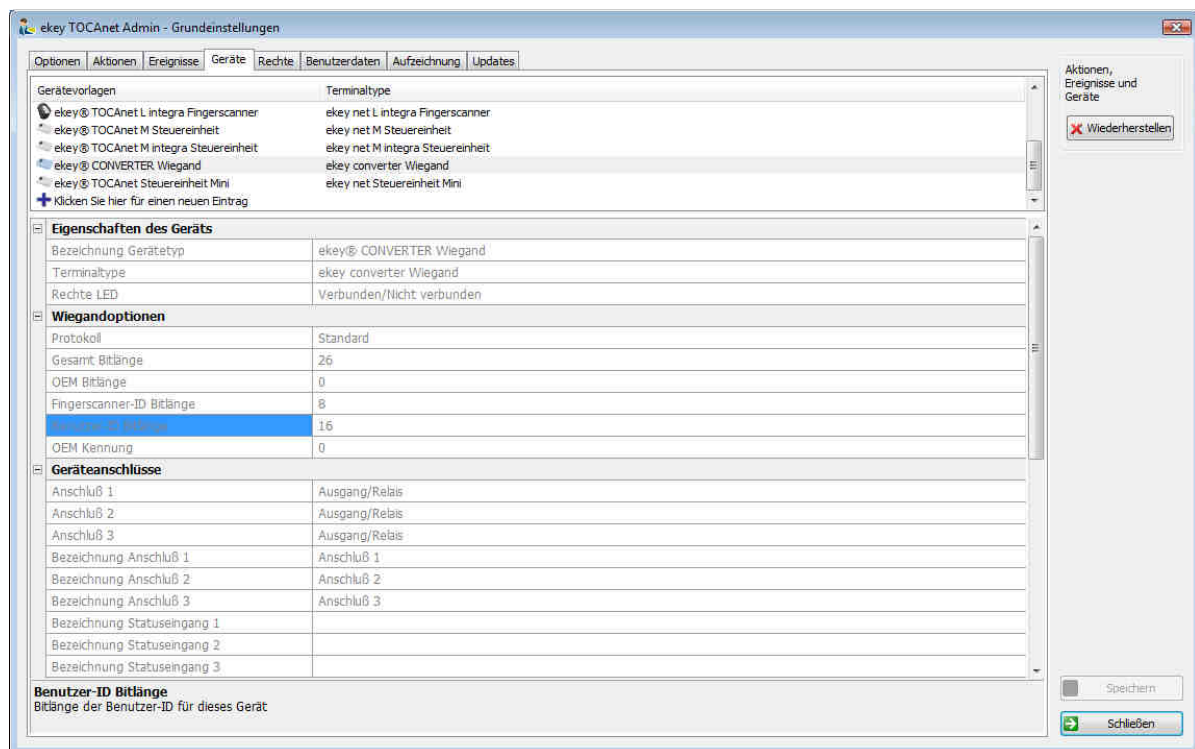 ekey TOCAnet Admin - Grundeinstellungen
Optionen Aktionen Ereignisse Geräte Rechte Benutzerdaten Aufzeichnung Updates
Gerätevorlagen Terminaltype
ekey® TOCAnet L integra Fingerscanner ekey net L integra Fingerscanner
ekey® TOCAnet M Steuereinheit ekey net M Steuereinheit
ekey® TOCAnet M integra Steuereinheit ekey net M integra Steuereinheit
ekey® CONVERTER Wiegand ekey converter Wiegand
ekey® TOCAnet Steuereinheit Mini ekey net Steuereinheit Mini
Klicken Sie hier für einen neuen Eintrag
Eigenschaften des Geräts
Bezeichnung Gerätetyp ekey® CONVERTER Wiegand
Terminaltype ekey converter Wiegand
Rechte LED Verbunden/Nicht verbunden
Wiegandoptionen
Protokoll Standard
Gesamt Bitlänge 26
OEM Bitlänge 0
Fingerscanner-ID Bitlänge 8
Benutzer-ID Bitlänge 16
OEM Kennung 0
Geräteanschlüsse
Anschluß 1 Ausgang/Relais
Anschluß 2 Ausgang/Relais
Anschluß 3 Ausgang/Relais
Bezeichnung Anschluß 1 Anschluß 1
Bezeichnung Anschluß 2 Anschluß 2
Bezeichnung Anschluß 3 Anschluß 3
Bezeichnung Statuseingang 1
Bezeichnung Statuseingang 2
Bezeichnung Statuseingang 3
Benutzer-ID Bitlänge
Bitlänge der Benutzer-ID für dieses Gerät
Aktionen,
Ereignisse und
Geräte
Wiederherstellen
Speichern
Schließen